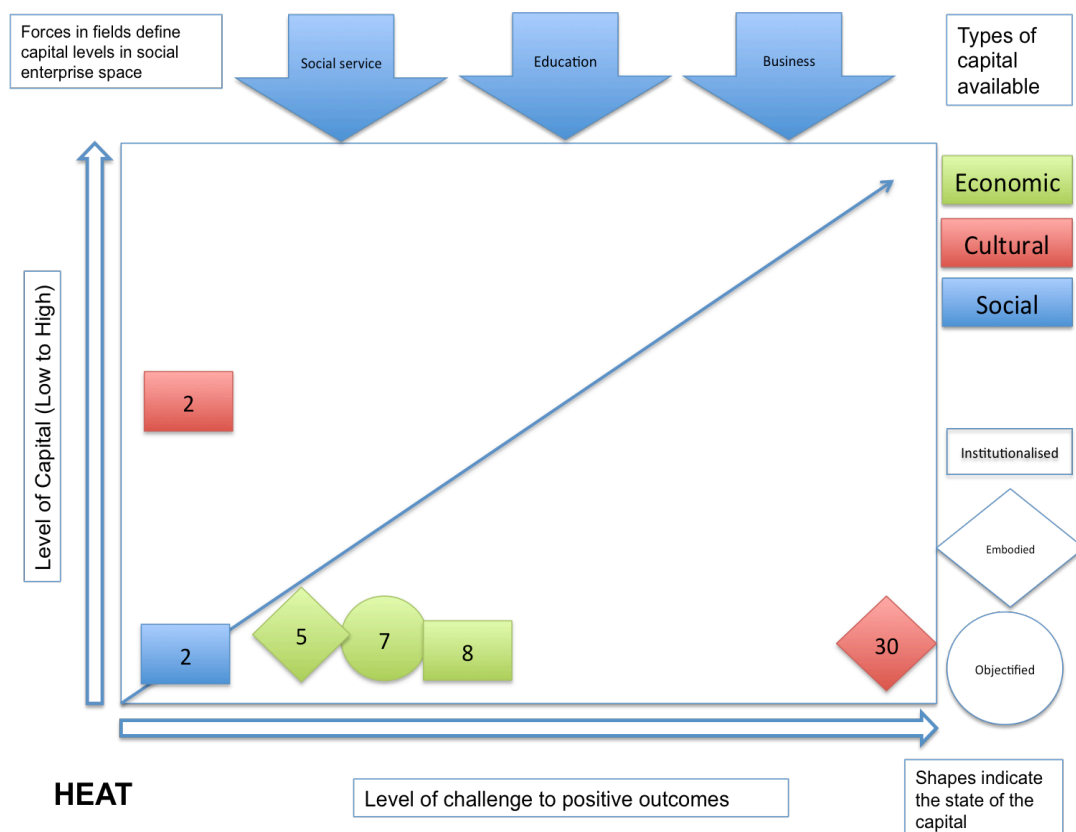 Forces in fields define
capital levels in social
enterprise space
Social service
Education
Business
Types of
capital
available
Economic
Cultural
Social
Level of Capital (Low to High)
2
Institutionalised
Embodied
2
5
7
8
30
Objectified
HEAT
Level of challenge to positive outcomes
Shapes indicate
the state of the
capital